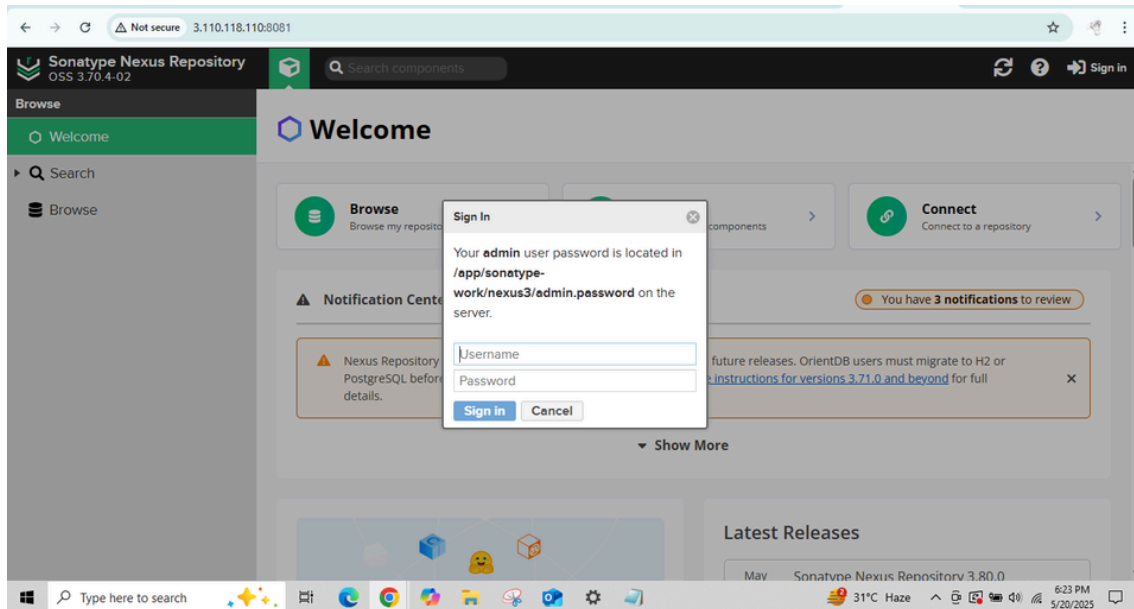 Not secure 3.110.118.110:8081
Sonatype Nexus Repository
OSS 3.70.4-02
Search components
Sign in
Browse
Welcome
Search
Browse
Welcome
Browse
Browse my reposito
components
Connect
Connect to a repository
Sign In
Your admin user password is located in
/app/sonatype-
work/nexus3/admin.password on the
server.
Username
Password
Sign in Cancel
Notification Cente
You have 3 notifications to review
Nexus Repository
future releases. OrientDB users must migrate to H2 or
PostgreSQL before
instructions for versions 3.71.0 and beyond for full
details.
Show More
Latest Releases
May Sonatype Nexus Repository 3.80.0
Type here to search
31°C Haze
6:23 PM
5/20/2025